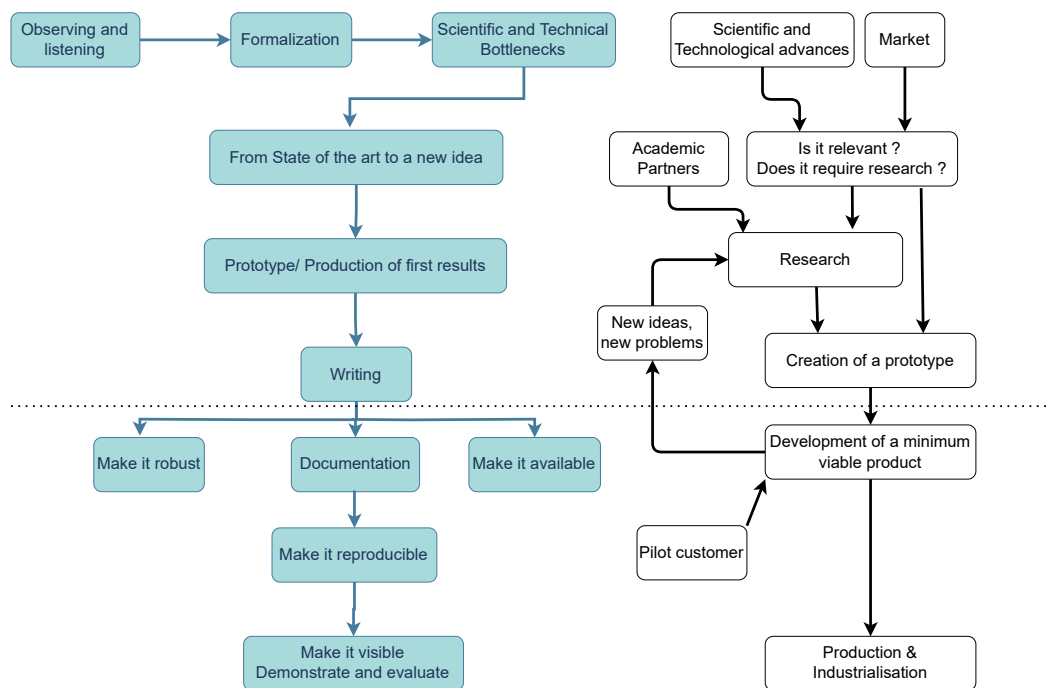 Observing and
listening
Formalization
Scientific and Technical
Bottlenecks
From State of the art to a new idea
Prototype/ Production of first results
Writing
Make it robust
Documentation
Make it available
Make it reproducible
Make it visible
Demonstrate and evaluate
Scientific and
Technological advances
Market
Academic
Partners
Is it relevant ?
Does it require research ?
Research
New ideas,
new problems
Creation of a prototype
Development of a minimum
viable product
Pilot customer
Production &
Industrialisation